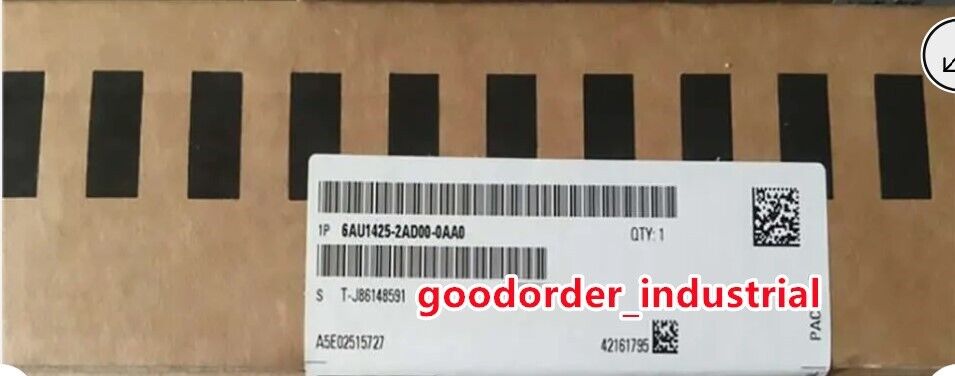 1P 6AU1425-2AD00-0AA0 QTY: 1
S T-J86148591
goodorder_industrial
A5E02515727 42161795
PAC